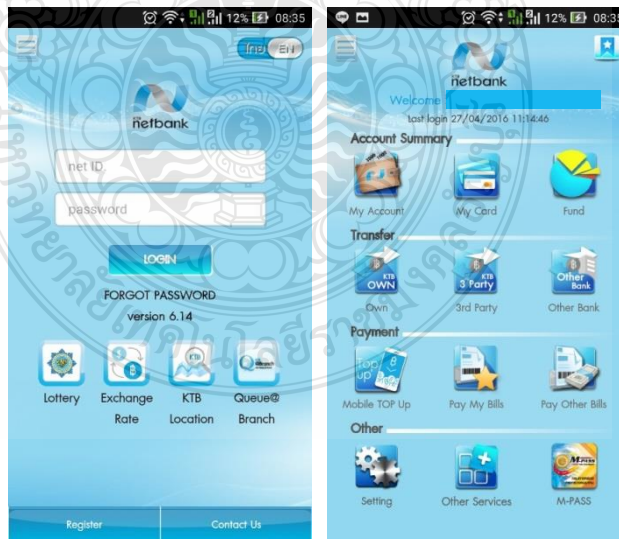 12% 08:35
ไทย EN
KTB
netbank
net ID
password
LOGIN
FORGOT PASSWORD
version 6.14
Lottery
Exchange Rate
KTB
KTB Location
Queue@ Branch
Register
Contact Us
12% 08:35
netbank
Welcome
Last login 27/04/2016 11:14:46
Account Summary
My Account
My Card
Fund
Transfer
KTB OWN
KTB 3 Party
Other Bank
Own
3rd Party
Other Bank
Payment
Top up
Mobile TOP Up
Pay My Bills
Pay Other Bills
Other
M-PASS
Setting
Other Services
M-PASS